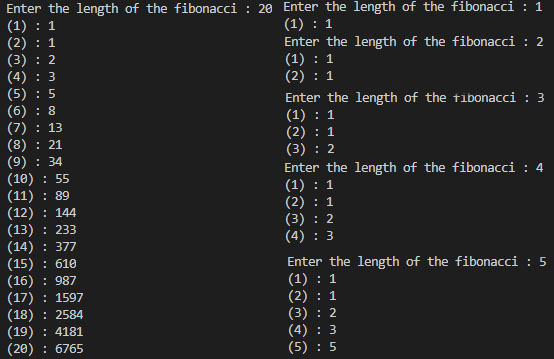 Enter the length of the fibonacci : 20
(1) : 1
(2) : 1
(3) : 2
(4) : 3
(5) : 5
(6) : 8
(7) : 13
(8) : 21
(9) : 34
(10) : 55
(11) : 89
(12) : 144
(13) : 233
(14) : 377
(15) : 610
(16) : 987
(17) : 1597
(18) : 2584
(19) : 4181
(20) : 6765
Enter the length of the fibonacci : 1
(1) : 1
Enter the length of the fibonacci : 2
(1) : 1
(2) : 1
Enter the length of the fibonacci : 3
(1) : 1
(2) : 1
(3) : 2
Enter the length of the fibonacci : 4
(1) : 1
(2) : 1
(3) : 2
(4) : 3
Enter the length of the fibonacci : 5
(1) : 1
(2) : 1
(3) : 2
(4) : 3
(5) : 5